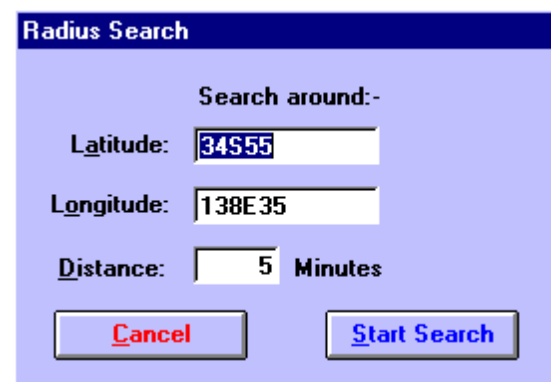 Radius Search
Search around:-
Latitude: 34S55
Longitude: 138E35
Distance: 5 Minutes
Cancel Start Search